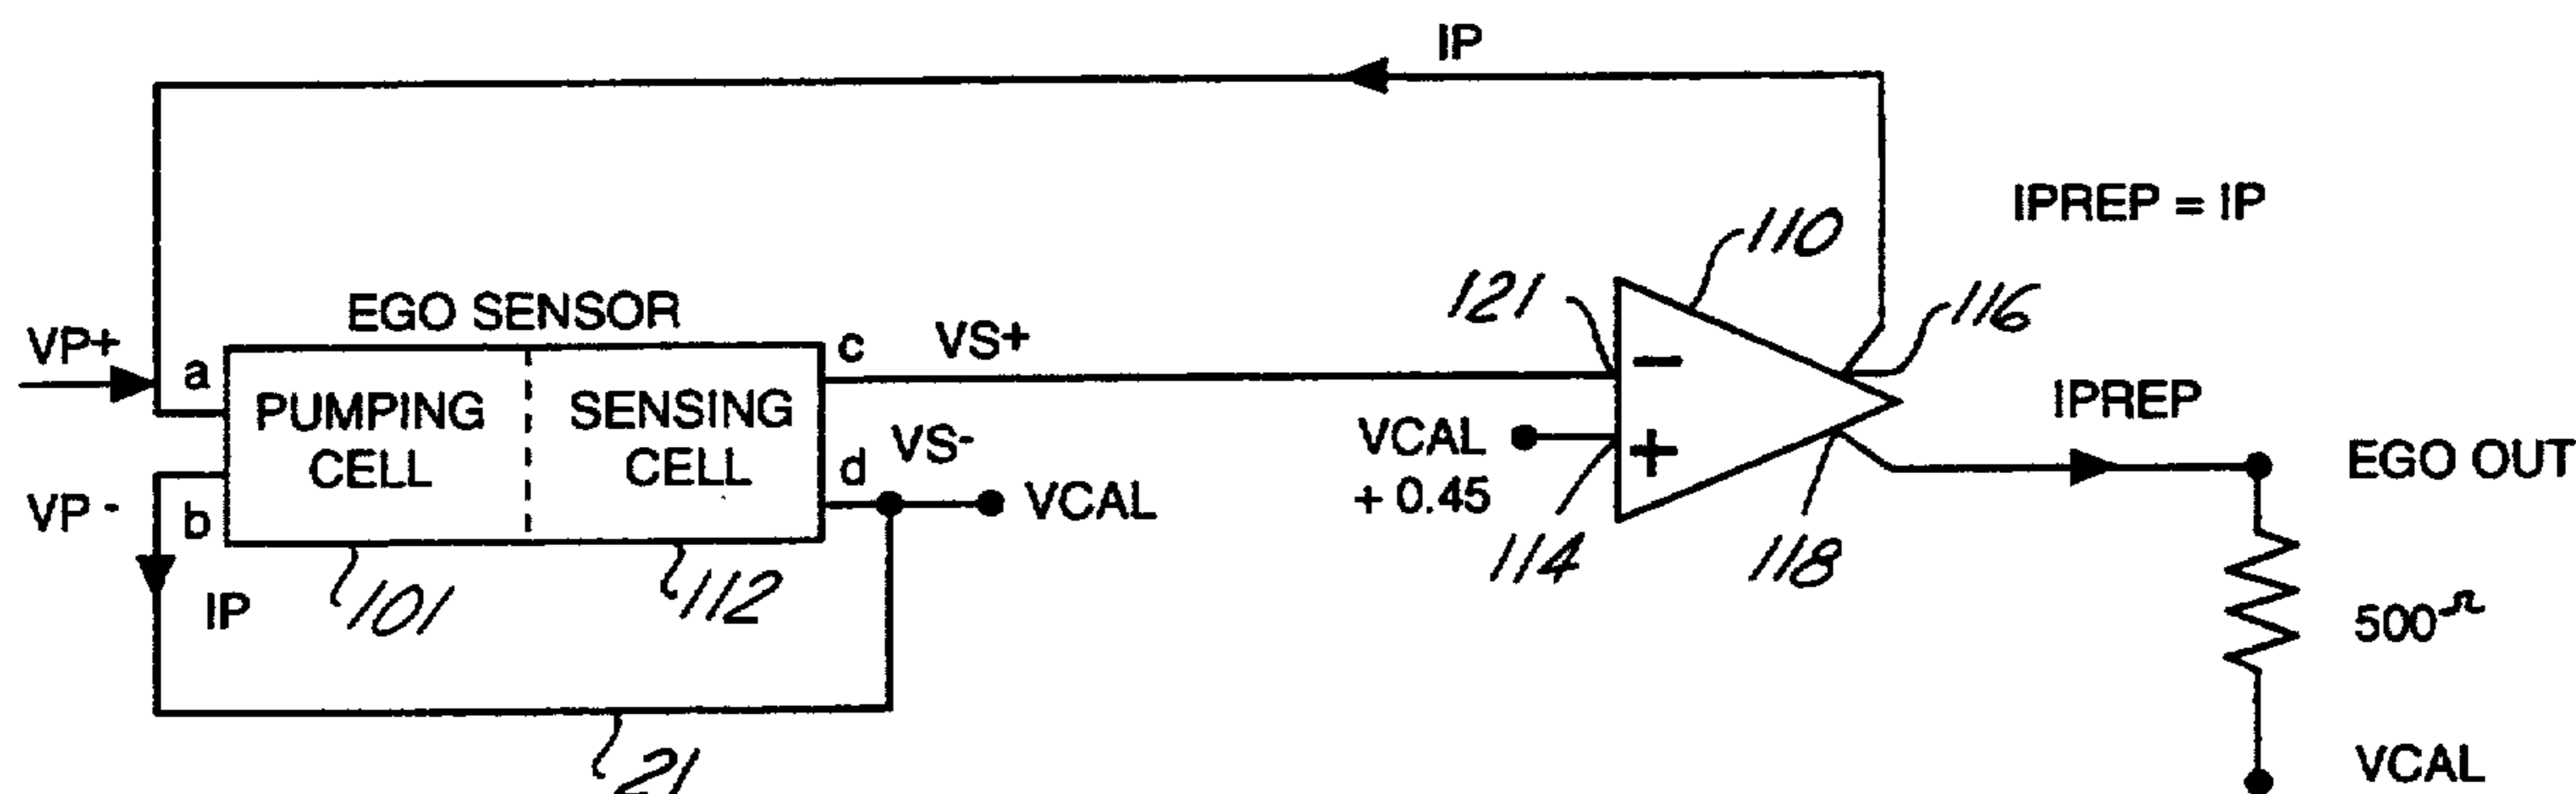 IP
IPREP = IP
110
121
116
EGO SENSOR
VP+
a
c
VS+
PUMPING CELL
SENSING CELL
−
+
VCAL + 0.45
IPREP
EGO OUT
VS-
VP -
b
d
VCAL
114
118
IP
101
112
500Ω
21
VCAL